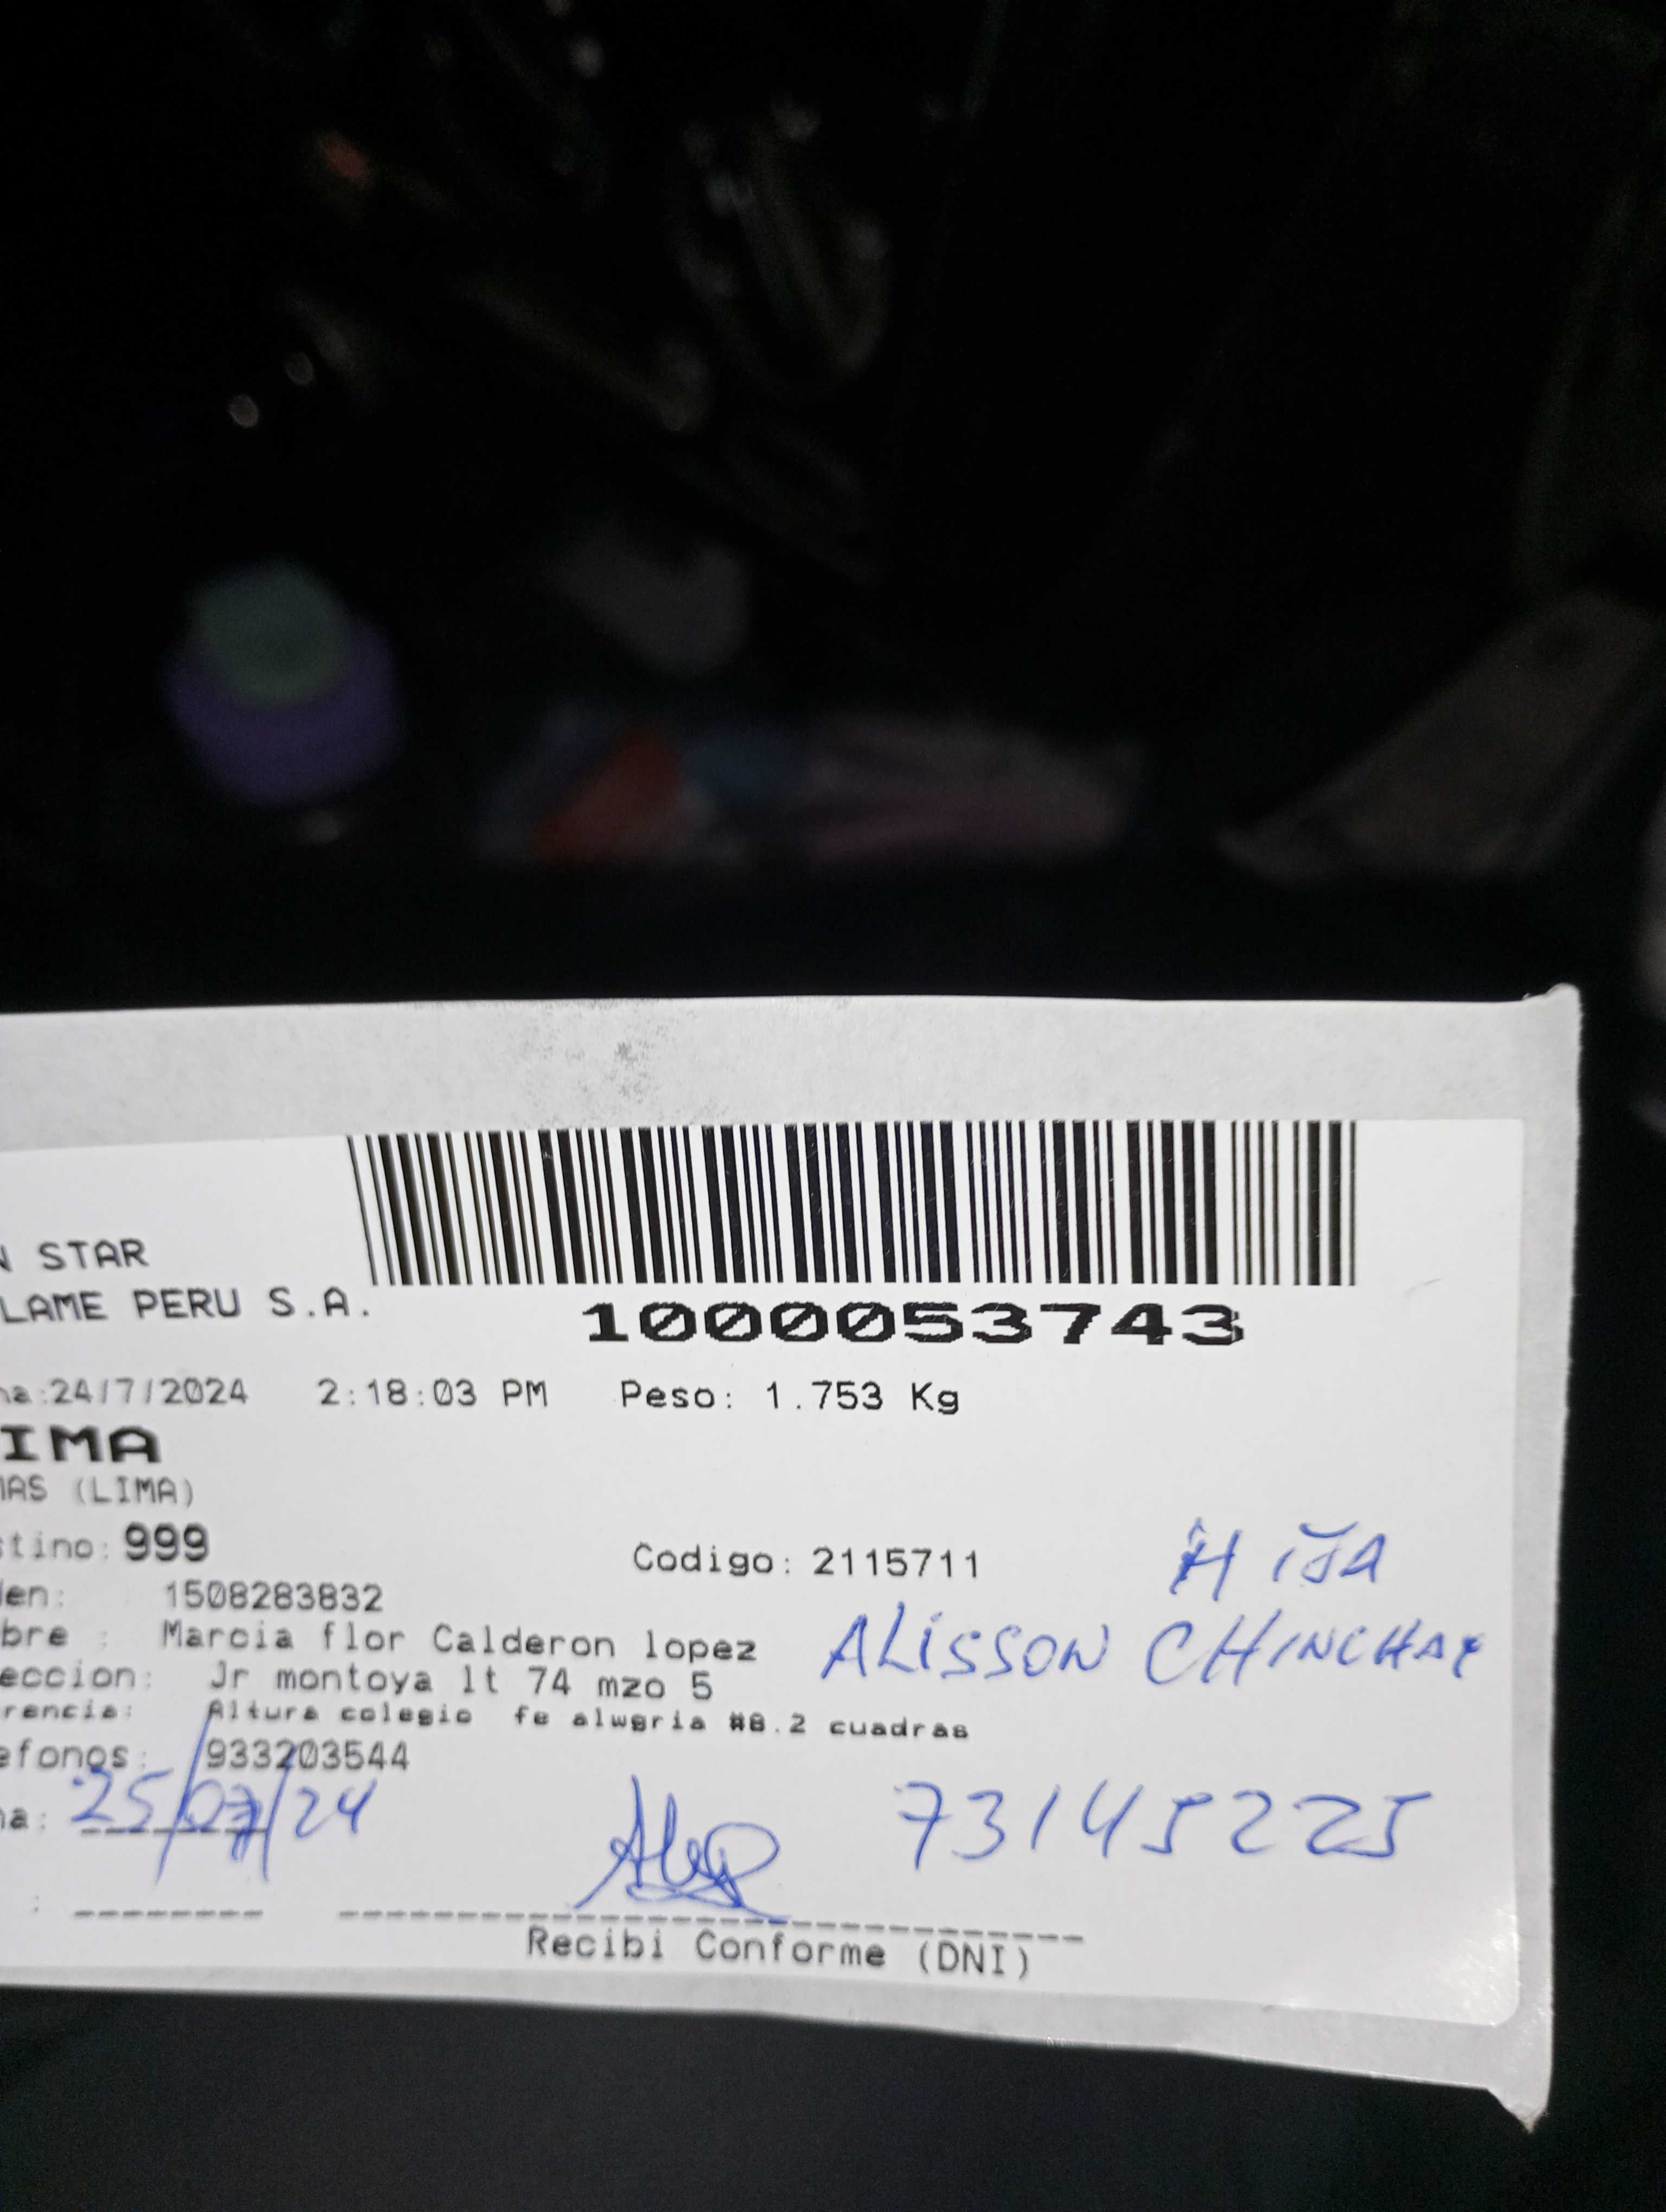 N STAR
LAME PERU S.A.
1000053743
na:24/7/2024 2:18:03 PM Peso: 1.753 Kg
IMA
MAS (LIMA)
stino: 999
Codigo: 2115711
HIJA
den: 1508283832
bre : Marcia flor Calderon lopez
ALISSON CHINCHAY
eccion: Jr montoya lt 74 mzo 5
rencia: Altura colegio fe alwgria #8.2 cuadras
efonos: 933203544
na: 25/07/24
73145225
Recibi Conforme (DNI)